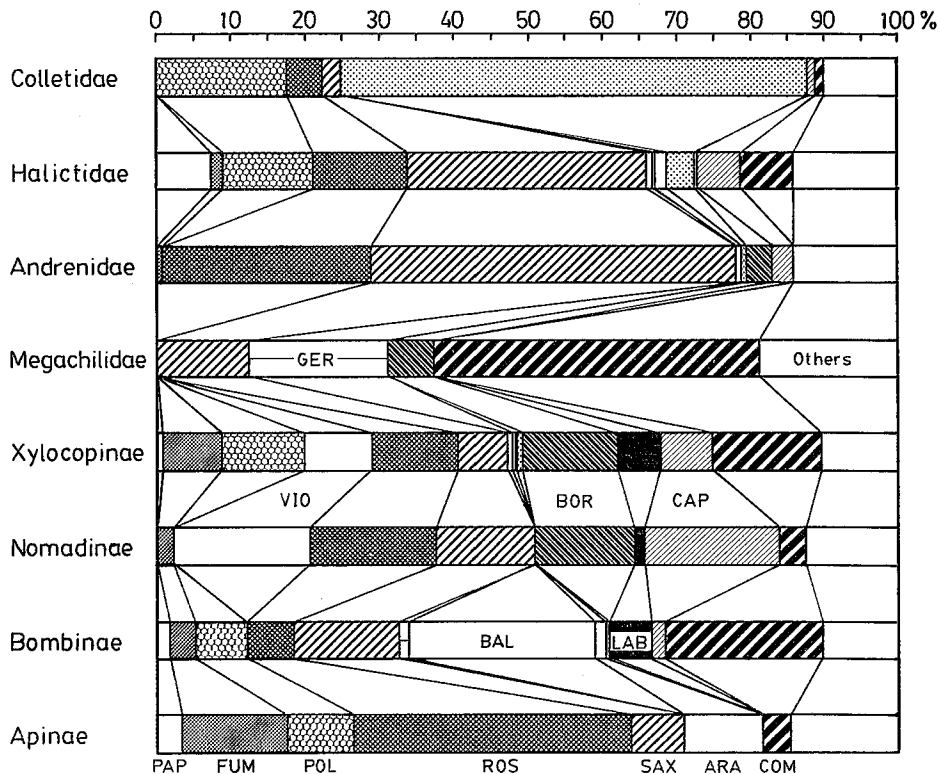 0 10 20 30 40 50 60 70 80 90 100 %
Colletidae
Halictidae
Andrenidae
Megachilidae GER Others
Xylocopinae
VIO BOR CAP
Nomadinae
Bombinae BAL LAB
Apinae
PAP FUM POL ROS SAX ARA COM